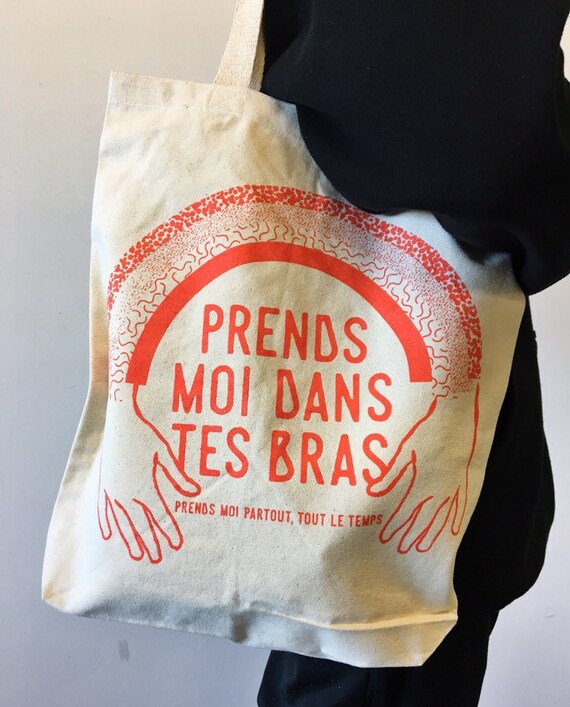 PRENDS
MOI DANS
TES BRAS
PRENDS MOI PARTOUT, TOUT LE TEMPS